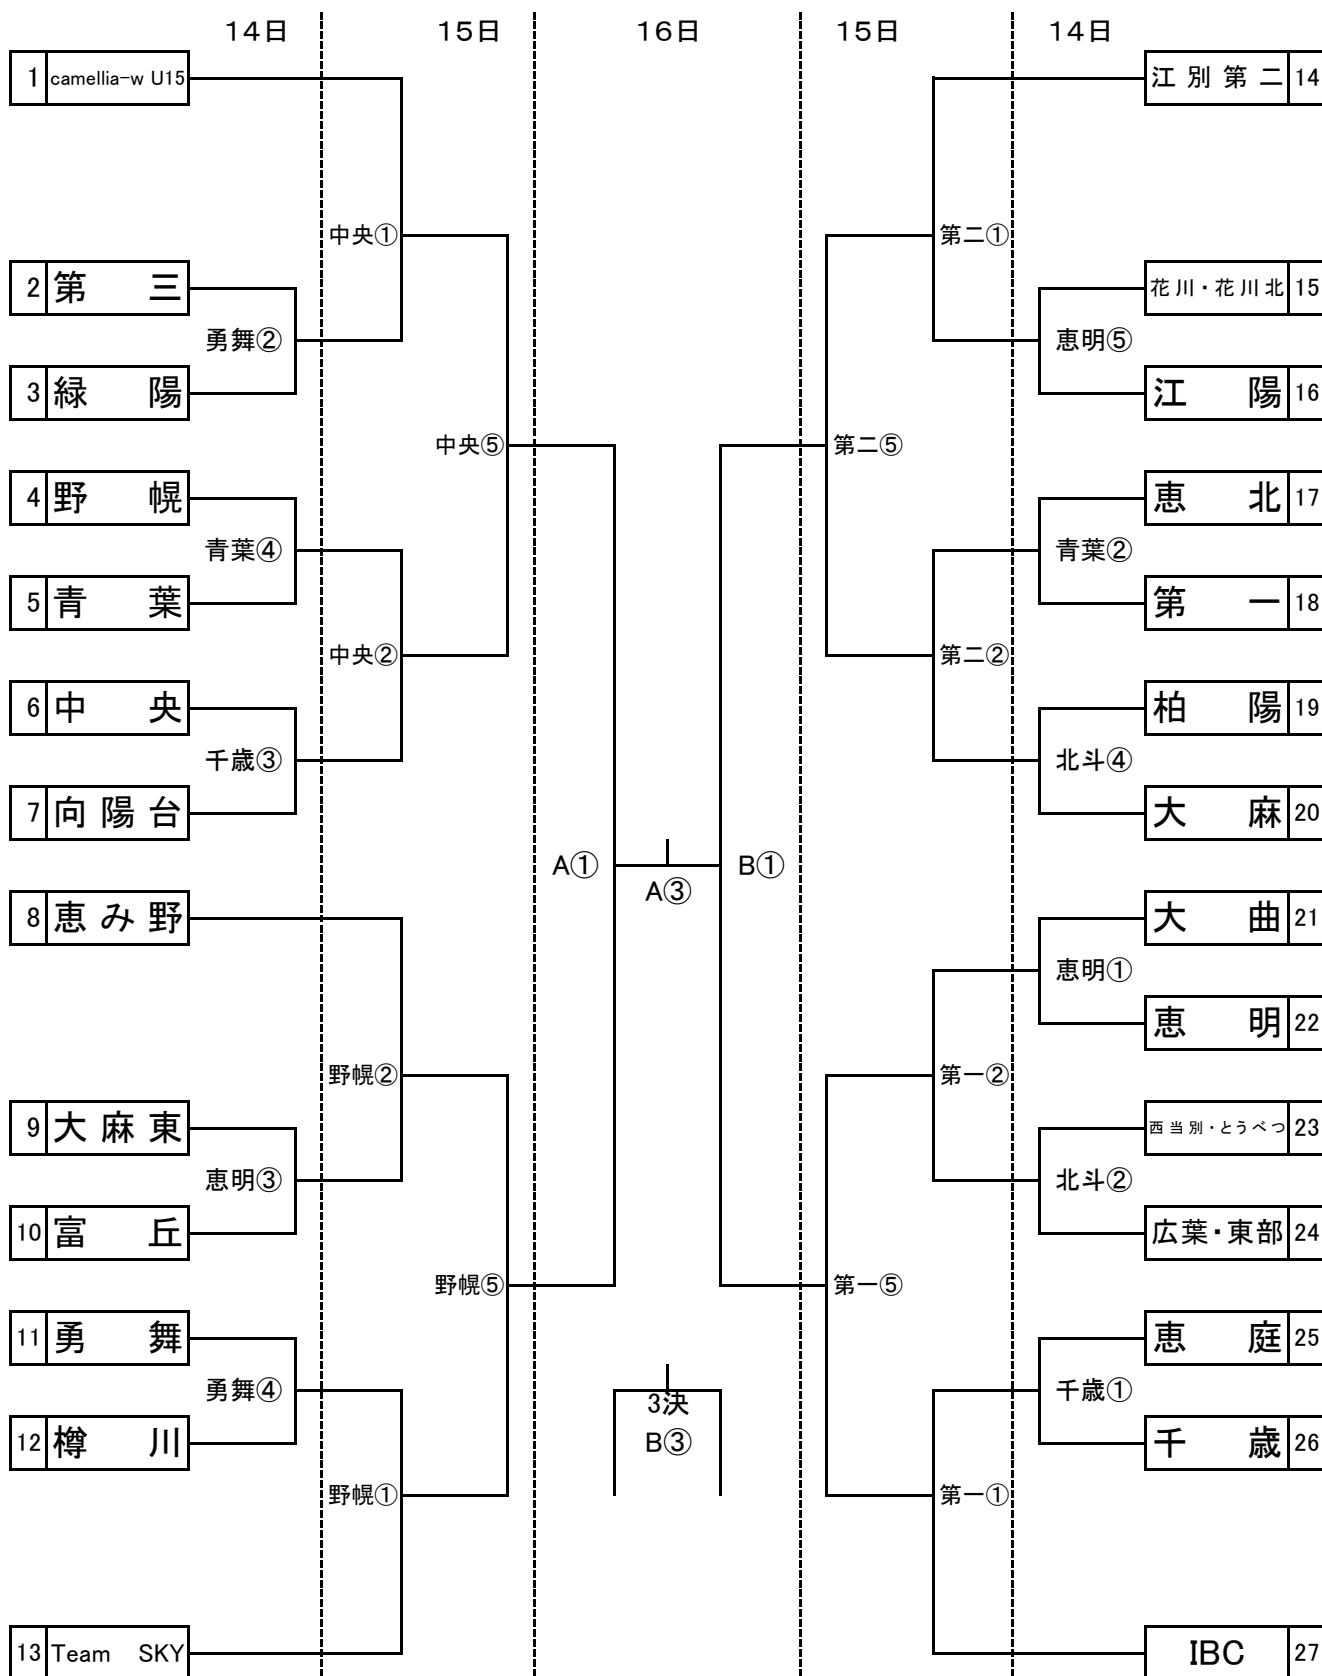 14日 15日 16日 15日 14日
1 camellia-w U15 江別第二 14
中央① 第二①
2 第三 花川・花川北 15
勇舞② 恵明⑤
3 緑陽 江陽 16
中央⑤ 第二⑤
4 野幌 恵北 17
青葉④ 青葉②
5 青葉 第一 18
中央② 第二②
6 中央 柏陽 19
千歳③ 北斗④
7 向陽台 大麻 20
A① A③ B①
8 恵み野 大曲 21
恵明①
恵明 22
野幌② 第一②
9 大麻東 西当別・とうべつ 23
恵明③ 北斗②
10 富丘 広葉・東部 24
野幌⑤ 第一⑤
11 勇舞 恵庭 25
勇舞④ 3決 千歳①
12 樽川 B③ 千歳 26
野幌① 第一①
13 Team SKY IBC 27